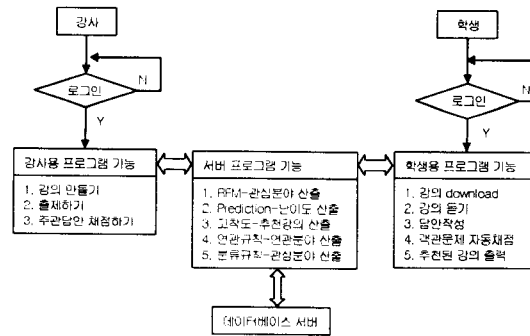 강사
학생
로그인
N
Y
로그인
N
Y
강사용 프로그램 기능
1. 강의 만들기
2. 출제하기
3. 주관답안 채점하기
서버 프로그램 기능
1. RFM-관심분야 산출
2. Prediction-난이도 산출
3. 고착도-추천강의 산출
4. 연관규칙-연관분야 산출
5. 분류규칙-관심분야 산출
학생용 프로그램 기능
1. 강의 download
2. 강의 듣기
3. 답안작성
4. 객관문제 자동채점
5. 추천된 강의 출력
데이터베이스 서버